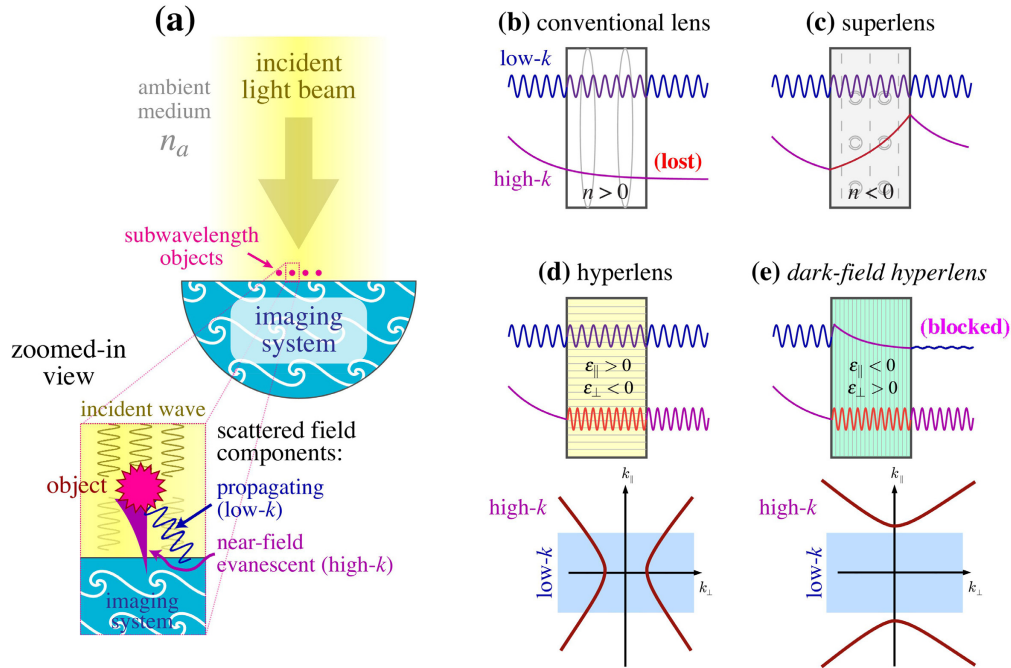 (a)
incident
light beam
ambient
medium
nₐ
subwavelength
objects
imaging
system
zoomed-in
view
incident wave
scattered field
components:
object
propagating
(low-k)
near-field
evanescent (high-k)
imaging
system
(b) conventional lens
low-k
high-k
(lost)
n > 0
(c) superlens
n < 0
(d) hyperlens
ε∥ > 0
ε⊥ < 0
k∥
high-k
low-k
k⊥
(e) dark-field hyperlens
(blocked)
ε∥ < 0
ε⊥ > 0
k∥
high-k
low-k
k⊥